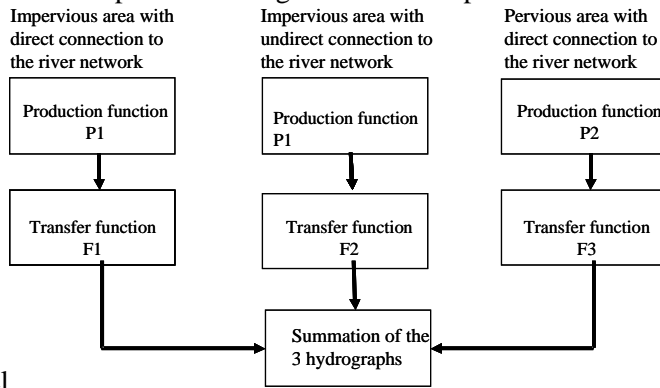 Impervious area with
direct connection to
the river network
Impervious area with
undirect connection to
the river network
Pervious area with
direct connection to
the river network
Production function
P1
Production function
P1
Production function
P2
Transfer function
F1
Transfer function
F2
Transfer function
F3
Summation of the
3 hydrographs